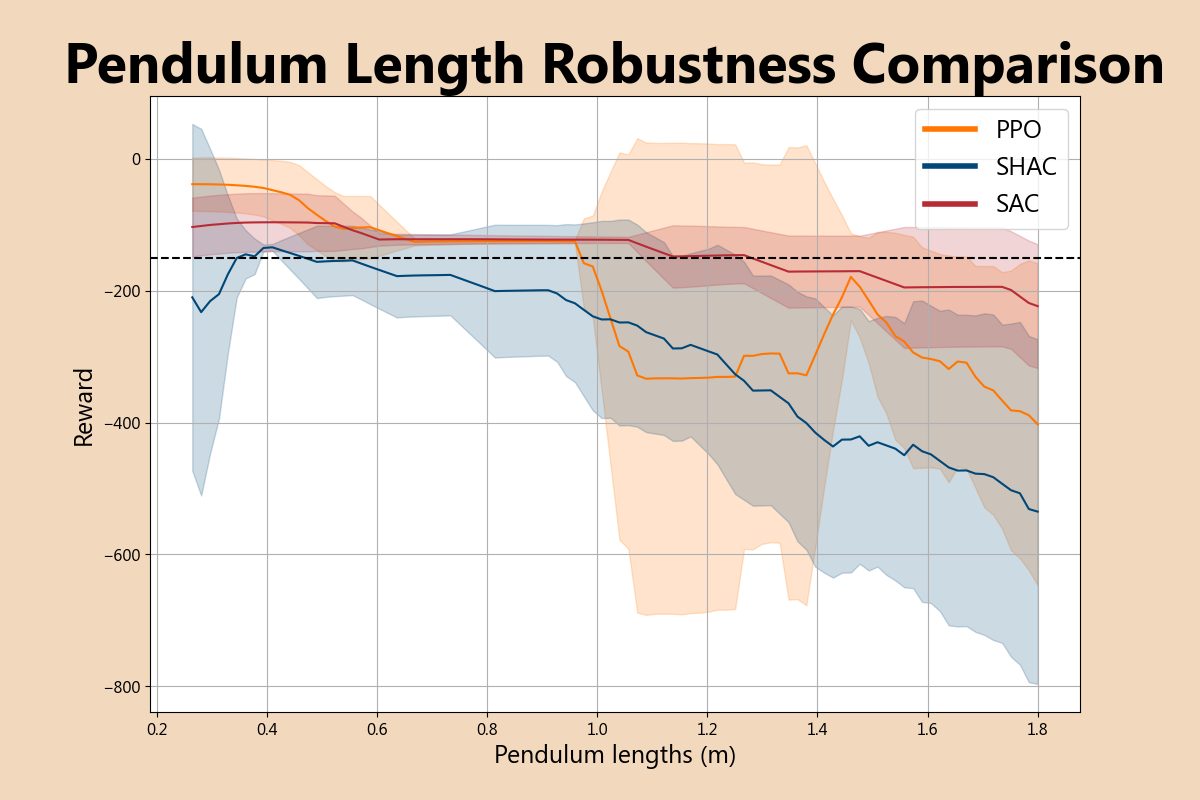 Pendulum Length Robustness Comparison
PPO
SHAC
SAC
0
−200
−400
−600
−800
Reward
0.2
0.4
0.6
0.8
1.0
1.2
1.4
1.6
1.8
Pendulum lengths (m)